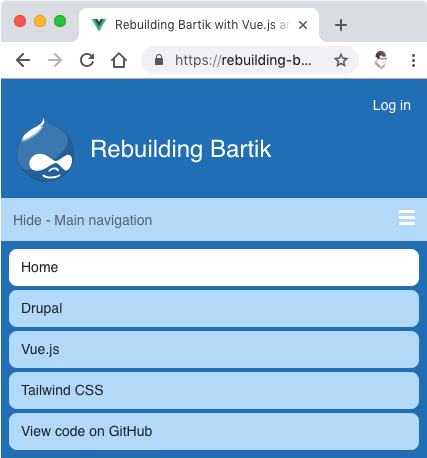 Rebuilding Bartik with Vue.js an
https://rebuilding-b...
Log in
Rebuilding Bartik
Hide - Main navigation
Home
Drupal
Vue.js
Tailwind CSS
View code on GitHub